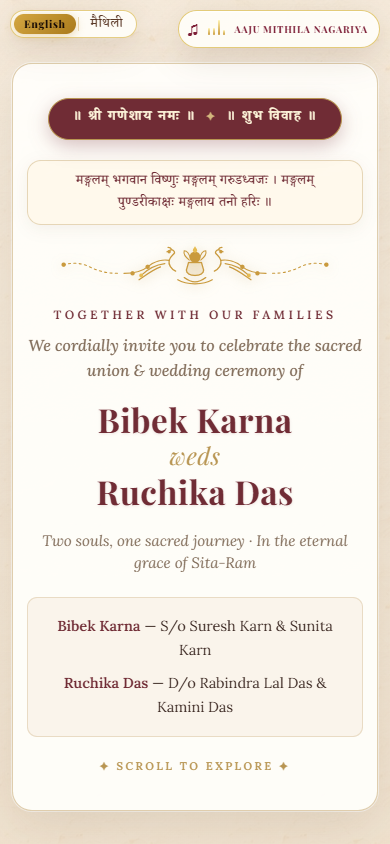 English | मैथिली
♫ AAJU MITHILA NAGARIYA
॥ श्री गणेशाय नमः ॥ ✦ ॥ शुभ विवाह ॥
मङ्गलम् भगवान विष्णुः मङ्गलम् गरुडध्वजः । मङ्गलम्
पुण्डरीकाक्षः मङ्गलाय तनो हरिः ॥
TOGETHER WITH OUR FAMILIES
We cordially invite you to celebrate the sacred
union & wedding ceremony of
Bibek Karna
weds
Ruchika Das
Two souls, one sacred journey · In the eternal
grace of Sita-Ram
Bibek Karna — S/o Suresh Karn & Sunita
Karn
Ruchika Das — D/o Rabindra Lal Das &
Kamini Das
✦ SCROLL TO EXPLORE ✦